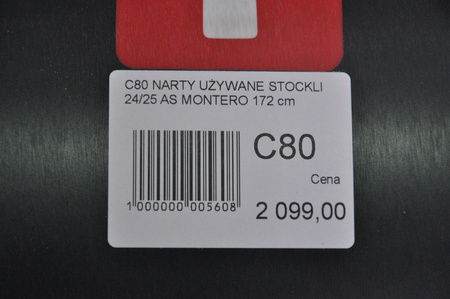 C80 NARTY UŻYWANE STOCKLI
24/25 AS MONTERO 172 cm
C80
Cena
1 000000 005608
2 099,00